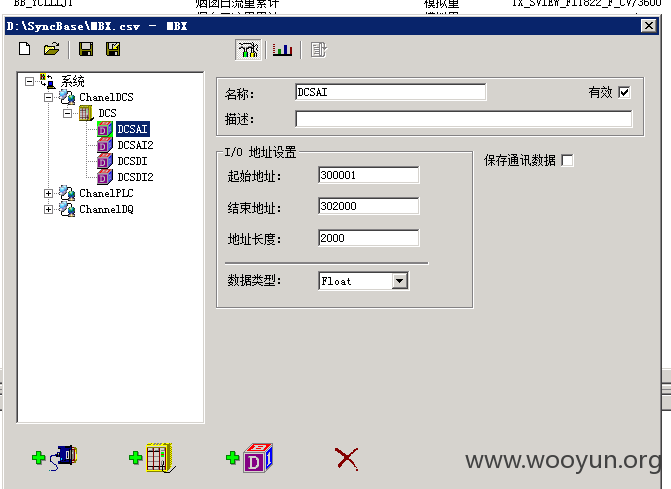 BB_YCLLLJT 烟囱日流量累计 模拟量 TX_SVIEW_FI1822_F_CV/3600
D:\SyncBase\MBX.csv - MBX
系统
ChanelDCS
DCS
DCSAI
DCSAI2
DCSDI
DCSDI2
ChanelPLC
ChannelDQ
名称: DCSAI 有效
描述:
I/O 地址设置
保存通讯数据
起始地址: 300001
结束地址: 302000
地址长度: 2000
数据类型: Float
www.wooyun.org